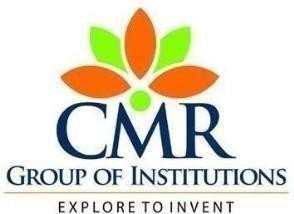 CMR
GROUP OF INSTITUTIONS
EXPLORE TO INVENT